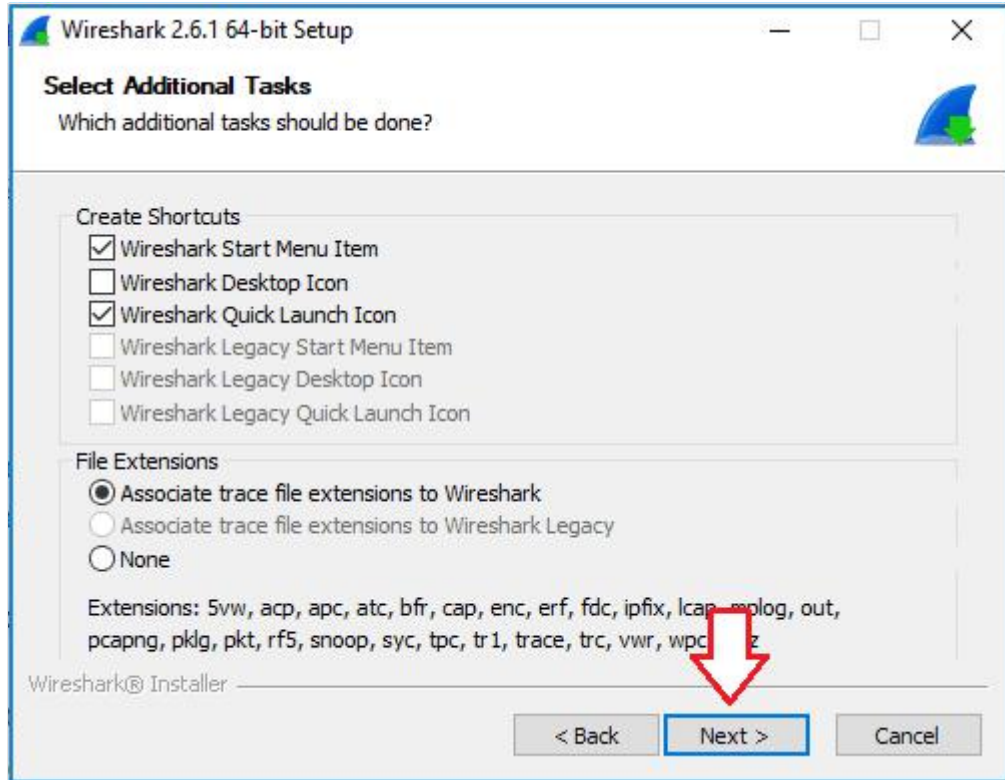 Wireshark 2.6.1 64-bit Setup
Select Additional Tasks
Which additional tasks should be done?
Create Shortcuts
Wireshark Start Menu Item
Wireshark Desktop Icon
Wireshark Quick Launch Icon
Wireshark Legacy Start Menu Item
Wireshark Legacy Desktop Icon
Wireshark Legacy Quick Launch Icon
File Extensions
Associate trace file extensions to Wireshark
Associate trace file extensions to Wireshark Legacy
None
Extensions: 5vw, acp, apc, atc, bfr, cap, enc, erf, fdc, ipfix, lcap, mplog, out,
pcapng, pklg, pkt, rf5, snoop, syc, tpc, tr1, trace, trc, vwr, wpc,
Wireshark® Installer
< Back Next > Cancel